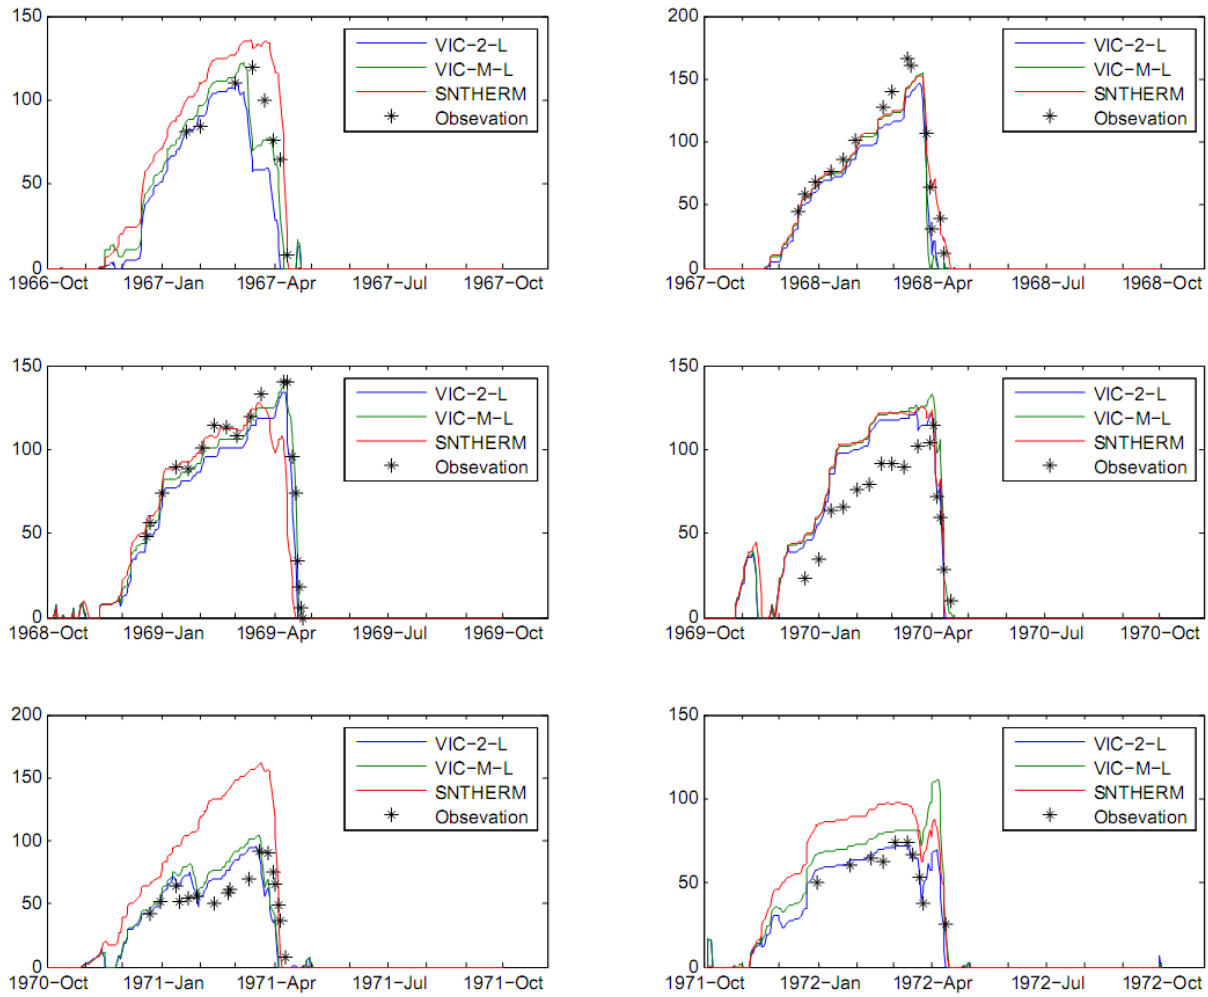 150
100
50
0
VIC-2-L
VIC-M-L
SNTHERM
Obsevation
1966-Oct 1967-Jan 1967-Apr 1967-Jul 1967-Oct
200
150
100
50
0
VIC-2-L
VIC-M-L
SNTHERM
Obsevation
1967-Oct 1968-Jan 1968-Apr 1968-Jul 1968-Oct
150
100
50
0
VIC-2-L
VIC-M-L
SNTHERM
Obsevation
1968-Oct 1969-Jan 1969-Apr 1969-Jul 1969-Oct
150
100
50
0
VIC-2-L
VIC-M-L
SNTHERM
Obsevation
1969-Oct 1970-Jan 1970-Apr 1970-Jul 1970-Oct
200
150
100
50
0
VIC-2-L
VIC-M-L
SNTHERM
Obsevation
1970-Oct 1971-Jan 1971-Apr 1971-Jul 1971-Oct
150
100
50
0
VIC-2-L
VIC-M-L
SNTHERM
Obsevation
1971-Oct 1972-Jan 1972-Apr 1972-Jul 1972-Oct